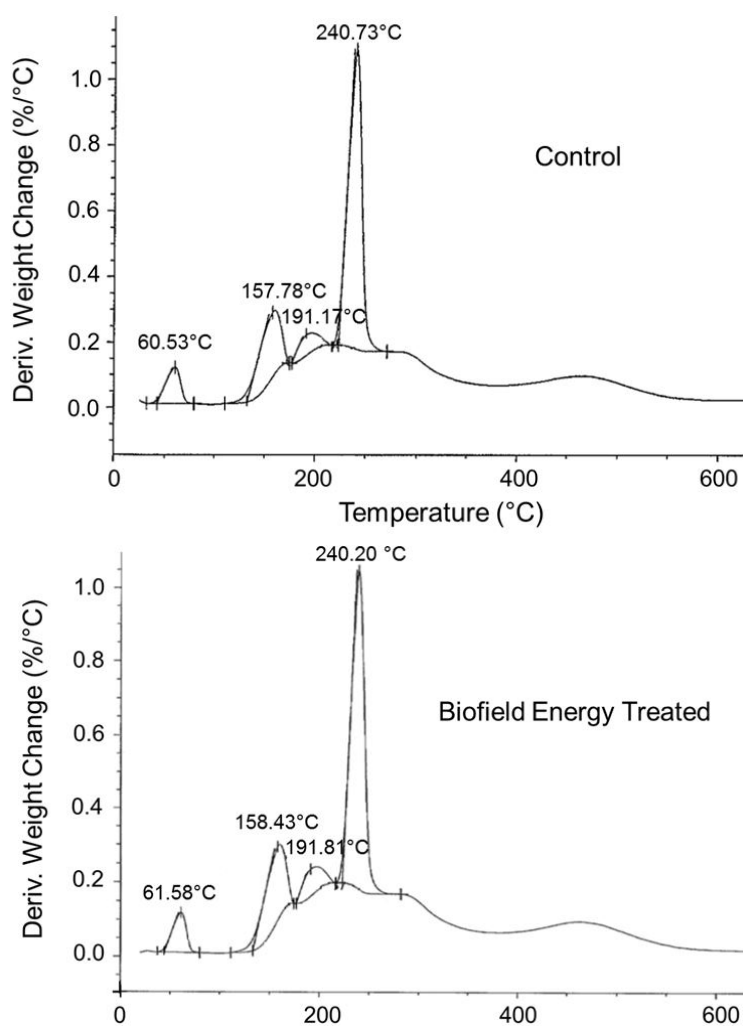 240.73°C
1.0
Deriv. Weight Change (%/°C)
0.8
Control
0.6
0.4
157.78°C
191.17°C
60.53°C
0.2
0.0
0
200
400
600
Temperature (°C)
240.20 °C
1.0
Deriv. Weight Change (%/°C)
0.8
Biofield Energy Treated
0.6
0.4
158.43°C
191.81°C
61.58°C
0.2
0.0
0
200
400
600